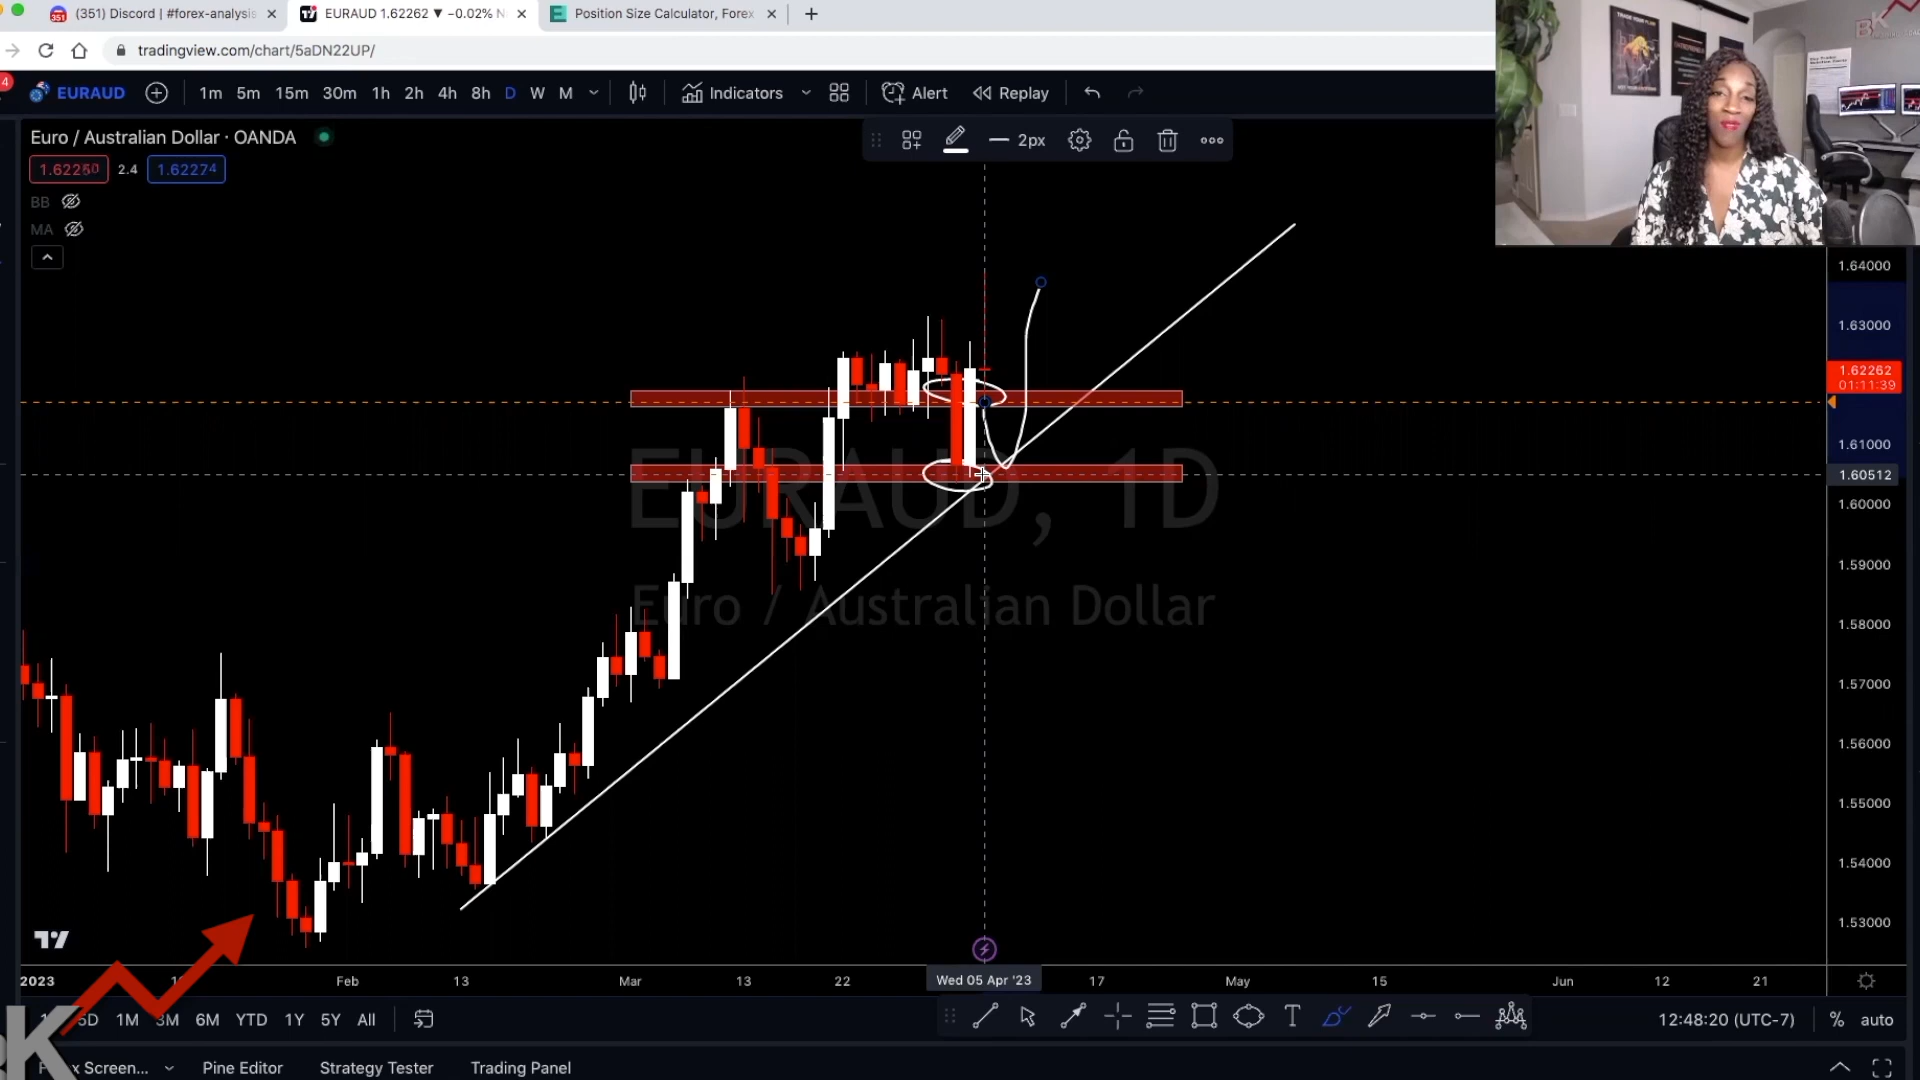 (351) Discord | #forex-analysis
EURAUD 1.62262 ▼ −0.02% N
Position Size Calculator, Forex
tradingview.com/chart/5aDN22UP/
4
EURAUD
1m 5m 15m 30m 1h 2h 4h 8h D W M
Indicators
Alert
Replay
Euro / Australian Dollar · OANDA
1.62260
2.4
1.62274
2px
BB
MA
BK
1.64000
1.63000
1.62262
01:11:39
1.61000
1.60512
1.60000
1.59000
1.58000
1.57000
1.56000
1.55000
1.54000
1.53000
EURAUD, 1D
Euro / Australian Dollar
2023
Feb
13
Mar
13
22
Wed 05 Apr '23
17
May
15
Jun
12
21
5D 1M 3M 6M YTD 1Y 5Y All
12:48:20 (UTC-7)
% auto
K
x Screen...
Pine Editor
Strategy Tester
Trading Panel